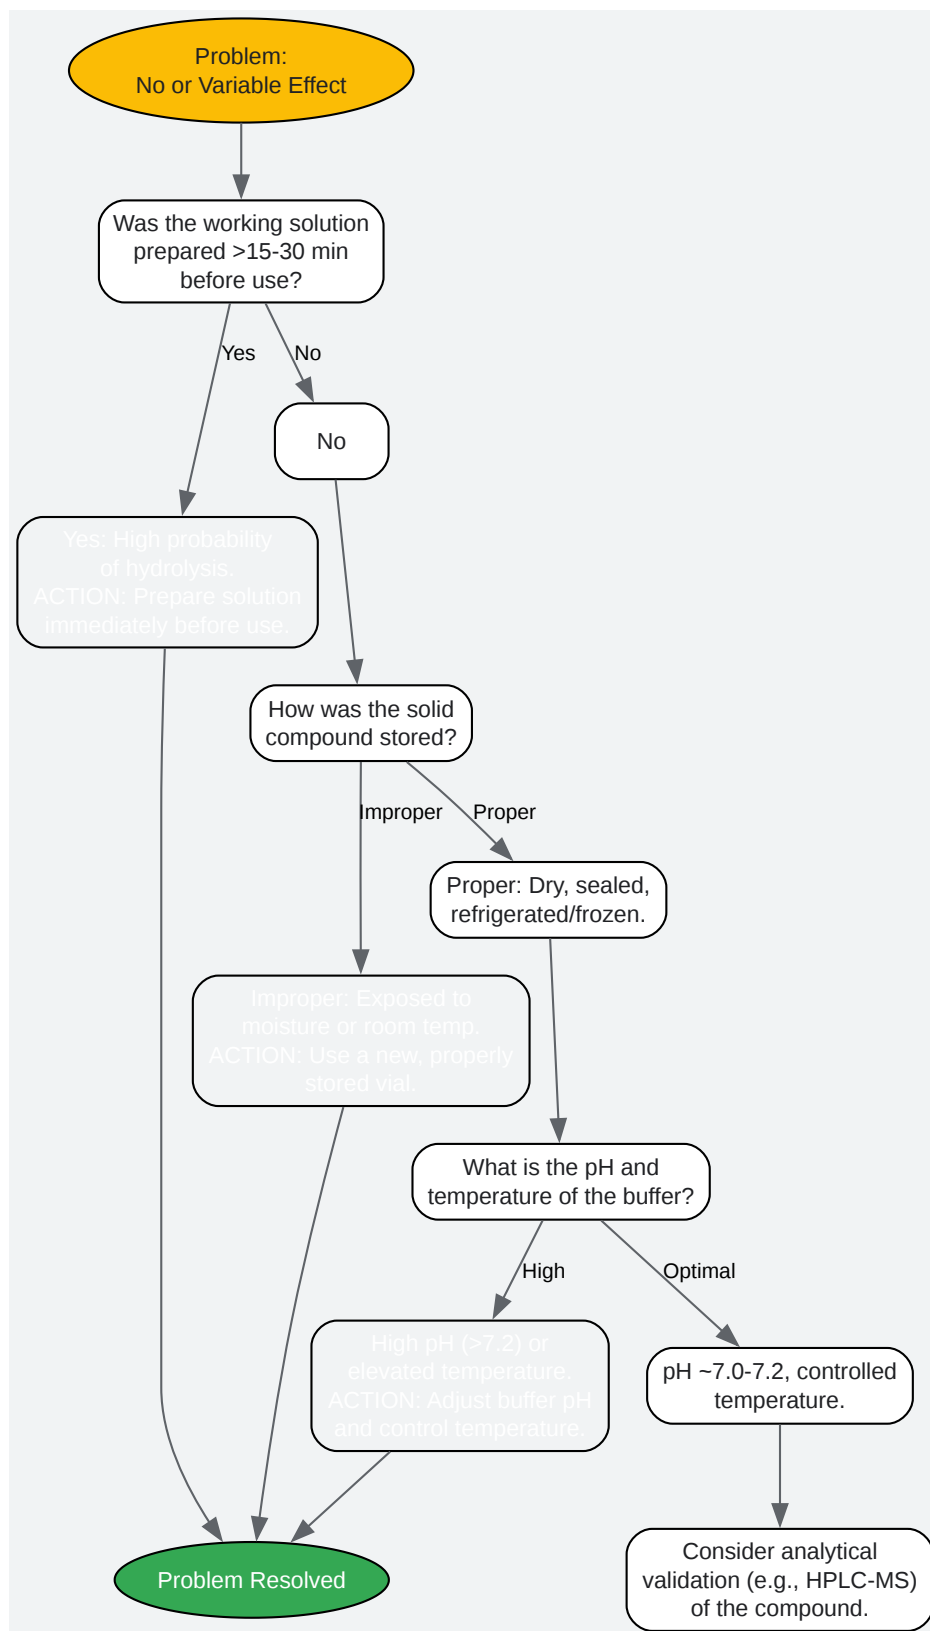 Problem:
No or Variable Effect
Was the working solution
prepared >15-30 min
before use?
Yes
No
No
Yes: High probability
of hydrolysis.
ACTION: Prepare solution
immediately before use.
How was the solid
compound stored?
Improper
Proper
Proper: Dry, sealed,
refrigerated/frozen.
Improper: Exposed to
moisture or room temp.
ACTION: Use a new, properly
stored vial.
What is the pH and
temperature of the buffer?
High
Optimal
High pH (>7.2) or
elevated temperature.
ACTION: Adjust buffer pH
and control temperature.
pH ~7.0-7.2, controlled
temperature.
Problem Resolved
Consider analytical
validation (e.g., HPLC-MS)
of the compound.